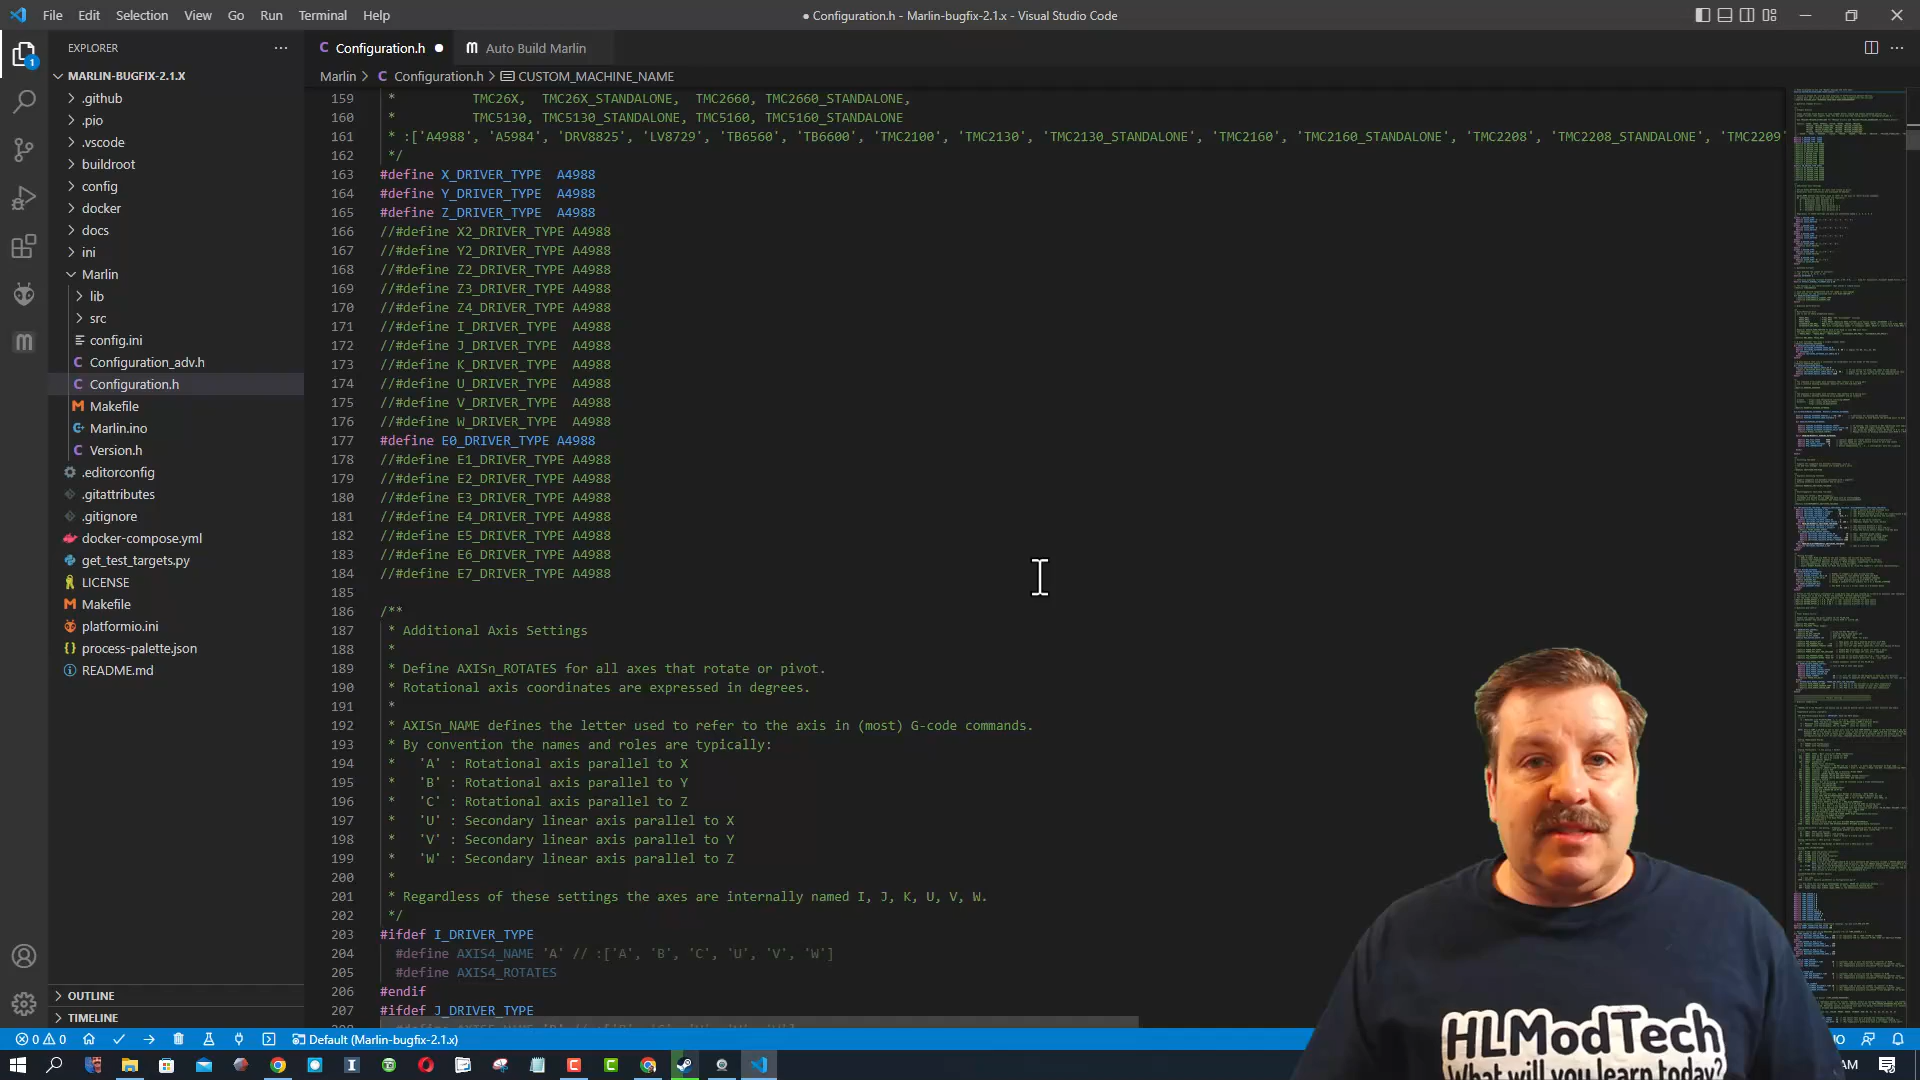 File Edit Selection View Go Run Terminal Help
● Configuration.h - Marlin-bugfix-2.1.x - Visual Studio Code
EXPLORER
MARLIN-BUGFIX-2.1.X
.github
.pio
.vscode
buildroot
config
docker
docs
ini
Marlin
lib
src
config.ini
C Configuration_adv.h
C Configuration.h
M Makefile
Marlin.ino
C Version.h
.editorconfig
.gitattributes
.gitignore
docker-compose.yml
get_test_targets.py
LICENSE
M Makefile
platformio.ini
{} process-palette.json
README.md
OUTLINE
TIMELINE
C Configuration.h ● M Auto Build Marlin
Marlin > C Configuration.h > CUSTOM_MACHINE_NAME
159 * TMC26X, TMC26X_STANDALONE, TMC2660, TMC2660_STANDALONE,
160 * TMC5130, TMC5130_STANDALONE, TMC5160, TMC5160_STANDALONE
161 * :['A4988', 'A5984', 'DRV8825', 'LV8729', 'TB6560', 'TB6600', 'TMC2100', 'TMC2130', 'TMC2130_STANDALONE', 'TMC2160', 'TMC2160_STANDALONE', 'TMC2208', 'TMC2208_STANDALONE', 'TMC2209'
162 */
163 #define X_DRIVER_TYPE A4988
164 #define Y_DRIVER_TYPE A4988
165 #define Z_DRIVER_TYPE A4988
166 //#define X2_DRIVER_TYPE A4988
167 //#define Y2_DRIVER_TYPE A4988
168 //#define Z2_DRIVER_TYPE A4988
169 //#define Z3_DRIVER_TYPE A4988
170 //#define Z4_DRIVER_TYPE A4988
171 //#define I_DRIVER_TYPE A4988
172 //#define J_DRIVER_TYPE A4988
173 //#define K_DRIVER_TYPE A4988
174 //#define U_DRIVER_TYPE A4988
175 //#define V_DRIVER_TYPE A4988
176 //#define W_DRIVER_TYPE A4988
177 #define E0_DRIVER_TYPE A4988
178 //#define E1_DRIVER_TYPE A4988
179 //#define E2_DRIVER_TYPE A4988
180 //#define E3_DRIVER_TYPE A4988
181 //#define E4_DRIVER_TYPE A4988
182 //#define E5_DRIVER_TYPE A4988
183 //#define E6_DRIVER_TYPE A4988
184 //#define E7_DRIVER_TYPE A4988
185
186 /**
187 * Additional Axis Settings
188 *
189 * Define AXISn_ROTATES for all axes that rotate or pivot.
190 * Rotational axis coordinates are expressed in degrees.
191 *
192 * AXISn_NAME defines the letter used to refer to the axis in (most) G-code commands.
193 * By convention the names and roles are typically:
194 * 'A' : Rotational axis parallel to X
195 * 'B' : Rotational axis parallel to Y
196 * 'C' : Rotational axis parallel to Z
197 * 'U' : Secondary linear axis parallel to X
198 * 'V' : Secondary linear axis parallel to Y
199 * 'W' : Secondary linear axis parallel to Z
200 *
201 * Regardless of these settings the axes are internally named I, J, K, U, V, W.
202 */
203 #ifdef I_DRIVER_TYPE
204 #define AXIS4_NAME 'A' // :['A', 'B', 'C', 'U', 'V', 'W']
205 #define AXIS4_ROTATES
206 #endif
207 #ifdef J_DRIVER_TYPE
HLModTech
What will you learn today?
0 0 Default (Marlin-bugfix-2.1.x)
AM